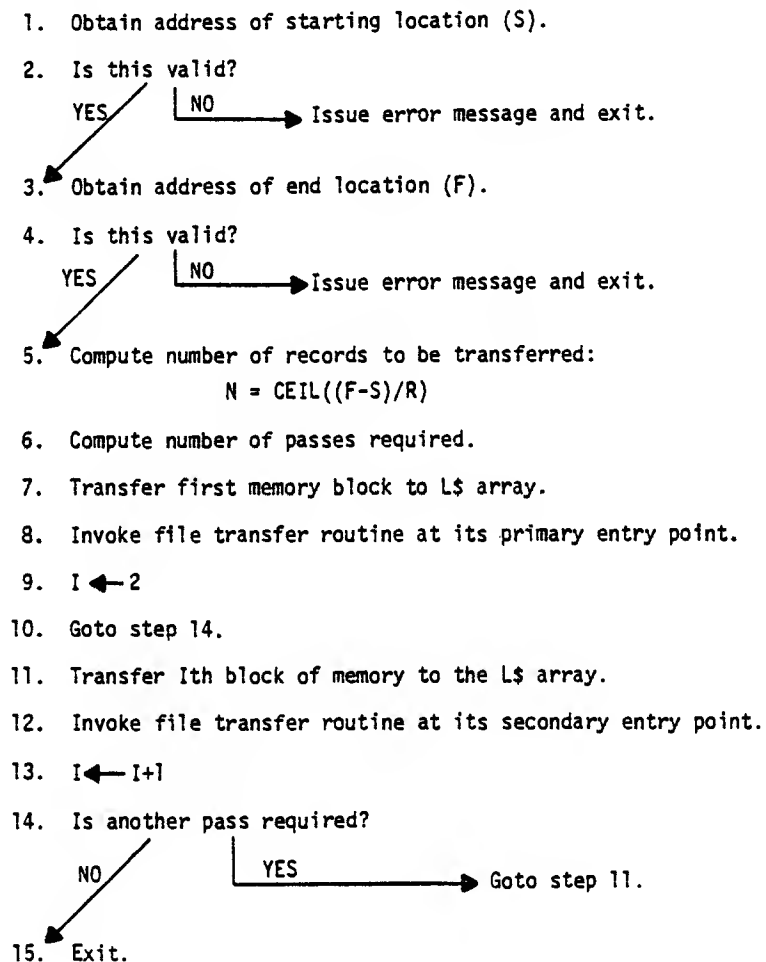 1. Obtain address of starting location (S).
2. Is this valid?
YES NO Issue error message and exit.
3. Obtain address of end location (F).
4. Is this valid?
YES NO Issue error message and exit.
5. Compute number of records to be transferred:
N = CEIL((F-S)/R)
6. Compute number of passes required.
7. Transfer first memory block to L$ array.
8. Invoke file transfer routine at its primary entry point.
9. I ← 2
10. Goto step 14.
11. Transfer Ith block of memory to the L$ array.
12. Invoke file transfer routine at its secondary entry point.
13. I ← I+1
14. Is another pass required?
NO YES Goto step 11.
15. Exit.